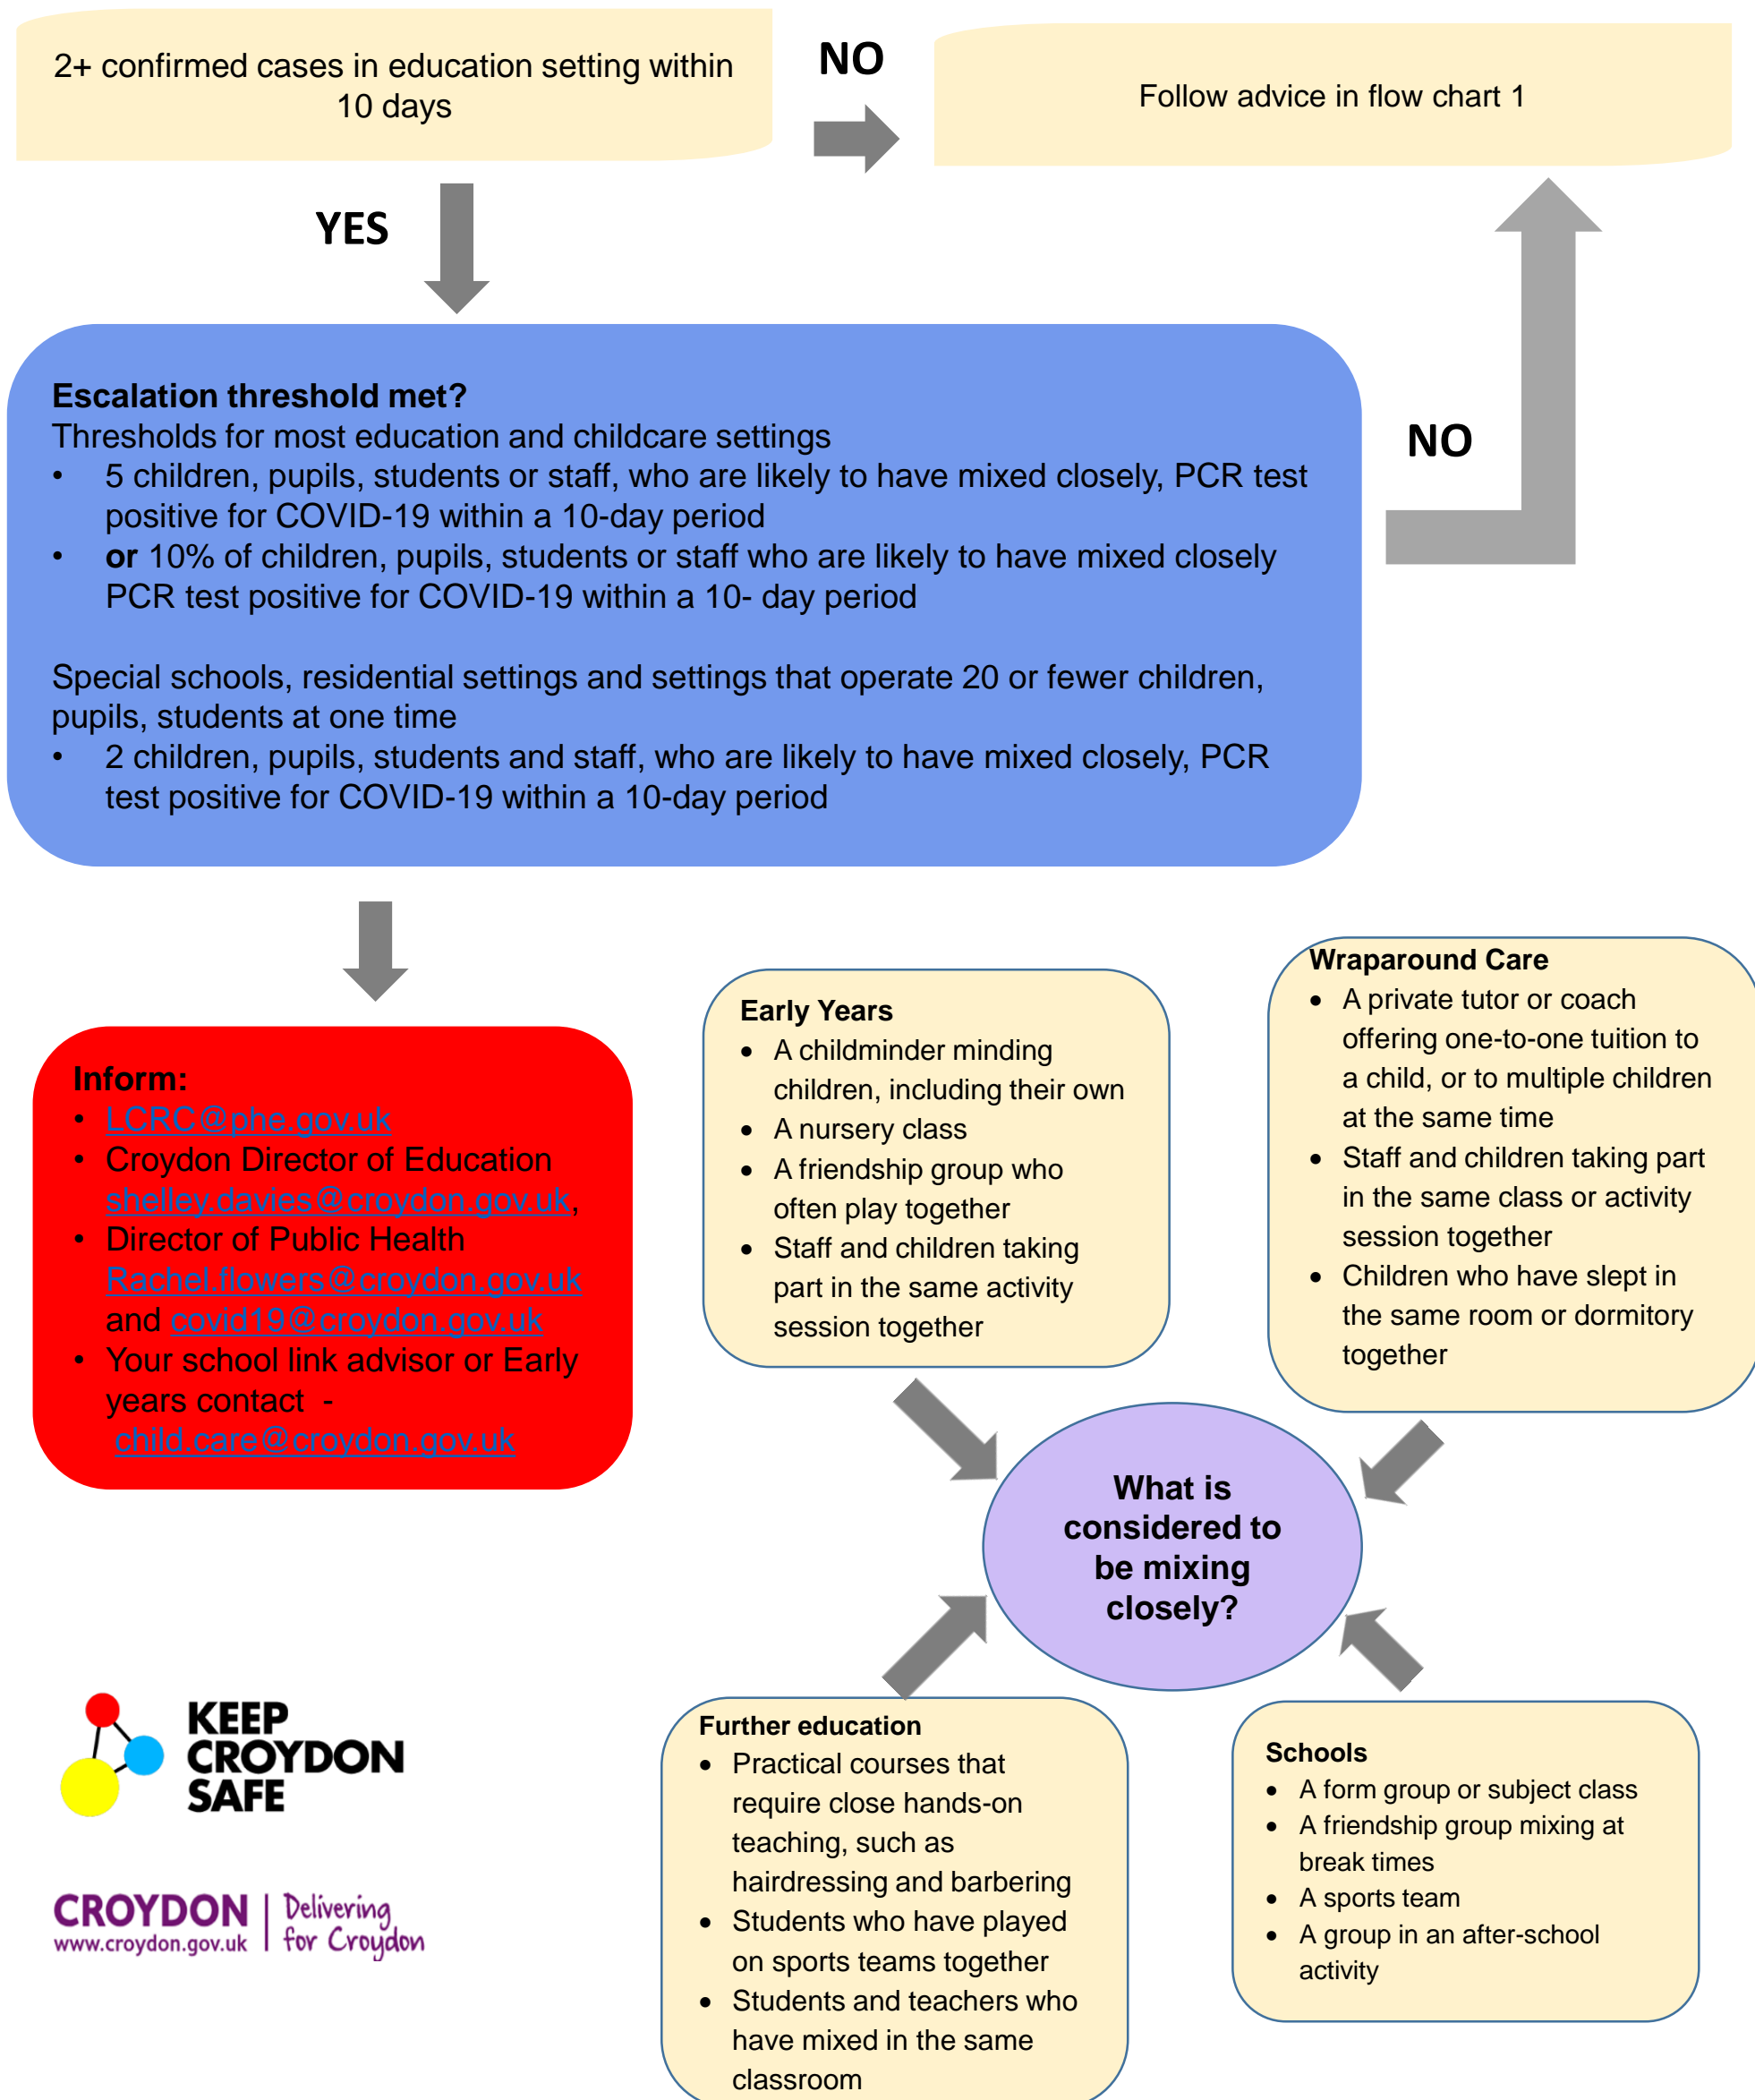 2+ confirmed cases in education setting within
10 days
NO
Follow advice in flow chart 1
YES
Escalation threshold met?
Thresholds for most education and childcare settings
• 5 children, pupils, students or staff, who are likely to have mixed closely, PCR test
positive for COVID-19 within a 10-day period
• or 10% of children, pupils, students or staff who are likely to have mixed closely
PCR test positive for COVID-19 within a 10- day period
Special schools, residential settings and settings that operate 20 or fewer children,
pupils, students at one time
• 2 children, pupils, students and staff, who are likely to have mixed closely, PCR
test positive for COVID-19 within a 10-day period
NO
Inform:
• LCRC@phe.gov.uk
• Croydon Director of Education
shelley.davies@croydon.gov.uk,
• Director of Public Health
Rachel.flowers@croydon.gov.uk
and covid19@croydon.gov.uk
• Your school link advisor or Early
years contact -
child.care@croydon.gov.uk
Early Years
• A childminder minding
children, including their own
• A nursery class
• A friendship group who
often play together
• Staff and children taking
part in the same activity
session together
Wraparound Care
• A private tutor or coach
offering one-to-one tuition to
a child, or to multiple children
at the same time
• Staff and children taking part
in the same class or activity
session together
• Children who have slept in
the same room or dormitory
together
What is
considered to
be mixing
closely?
Further education
• Practical courses that
require close hands-on
teaching, such as
hairdressing and barbering
• Students who have played
on sports teams together
• Students and teachers who
have mixed in the same
classroom
Schools
• A form group or subject class
• A friendship group mixing at
break times
• A sports team
• A group in an after-school
activity
KEEP
CROYDON
SAFE
CROYDON
www.croydon.gov.uk
Delivering
for Croydon